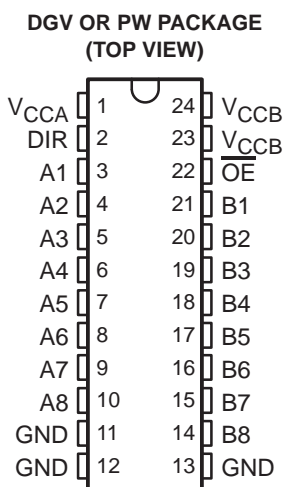 DGV OR PW PACKAGE
(TOP VIEW)
VCCA 1 24 VCCB
DIR 2 23 VCCB
A1 3 22 OE
A2 4 21 B1
A3 5 20 B2
A4 6 19 B3
A5 7 18 B4
A6 8 17 B5
A7 9 16 B6
A8 10 15 B7
GND 11 14 B8
GND 12 13 GND